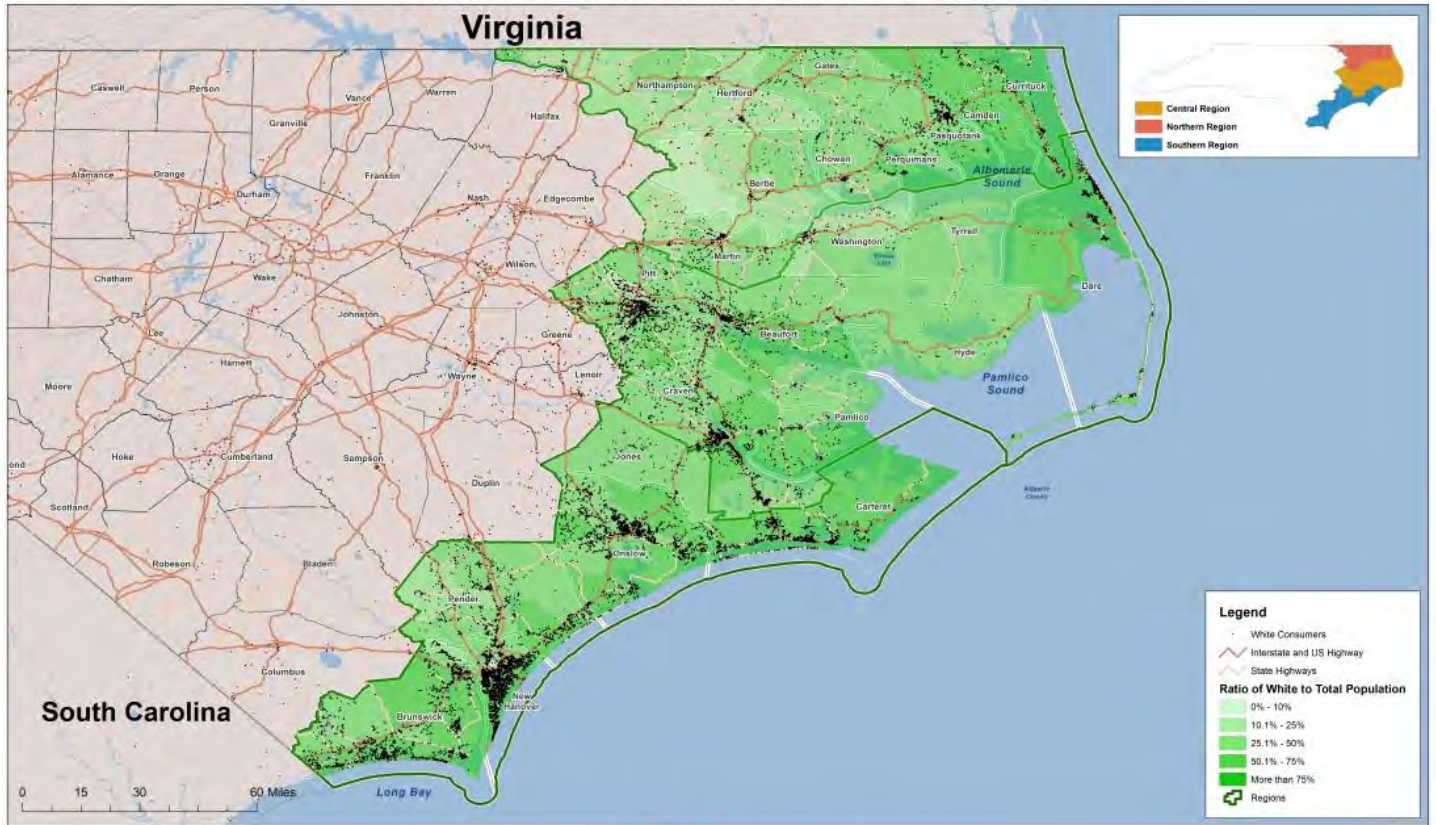 Virginia
Central Region
Northern Region
Southern Region
Caswell
Person
Vance
Warren
Northampton
Hertford
Gates
Currituck
Granville
Halifax
Camden
Pasquotank
Alamance
Orange
Durham
Franklin
Nash
Edgecombe
Chowan
Perquimans
Bertie
Albemarle
Sound
Chatham
Wake
Wilson
Martin
Washington
Tyrrell
Pitt
Dare
Johnston
Lee
Greene
Beaufort
Harnett
Hyde
Moore
Wayne
Lenoir
Craven
Pamlico
Sound
Pamlico
Hoke
Cumberland
Sampson
Jones
Duplin
Scotland
Carteret
Onslow
Robeson
Bladen
Pender
Columbus
New
Hanover
Brunswick
South Carolina
Long Bay
0 15 30 60 Miles
Legend
White Consumers
Interstate and US Highway
State Highways
Ratio of White to Total Population
0% - 10%
10.1% - 25%
25.1% - 50%
50.1% - 75%
More than 75%
Regions